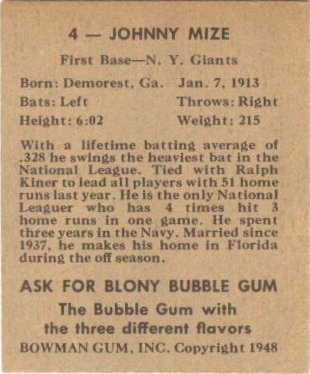 4 — JOHNNY MIZE
First Base—N. Y. Giants
Born: Demorest, Ga. Jan. 7, 1913
Bats: Left Throws: Right
Height: 6:02 Weight: 215
With a lifetime batting average of
.328 he swings the heaviest bat in the
National League. Tied with Ralph
Kiner to lead all players with 51 home
runs last year. He is the only National
Leaguer who has 4 times hit 3
home runs in one game. He spent
three years in the Navy. Married since
1937, he makes his home in Florida
during the off season.
ASK FOR BLONY BUBBLE GUM
The Bubble Gum with
the three different flavors
BOWMAN GUM, INC. Copyright 1948